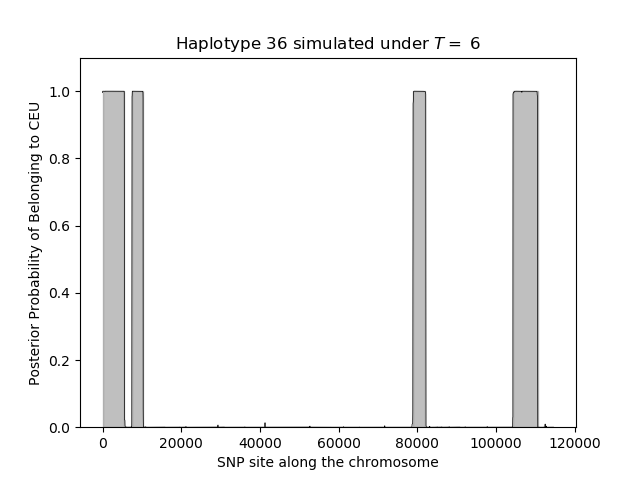 Haplotype 36 simulated under T = 6
Posterior Probability of Belonging to CEU
1.0
0.8
0.6
0.4
0.2
0.0
0 20000 40000 60000 80000 100000 120000
SNP site along the chromosome